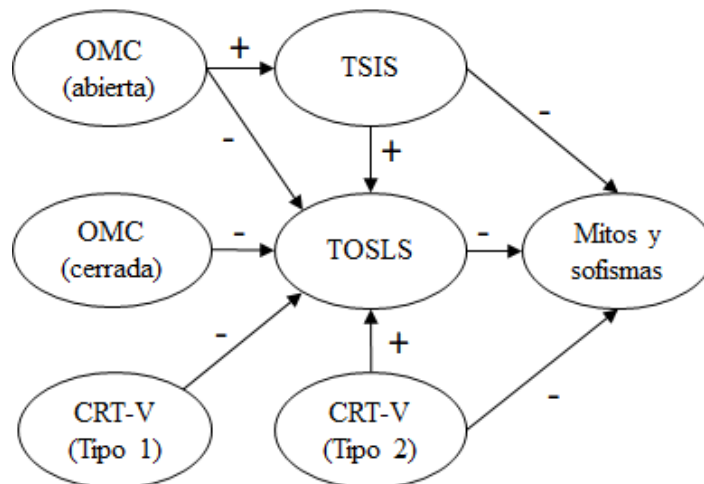 OMC
(abierta)
+
TSIS
-
-
+
OMC
(cerrada)
-
TOSLS
-
Mitos y
sofismas
-
+
-
CRT-V
(Tipo 1)
CRT-V
(Tipo 2)